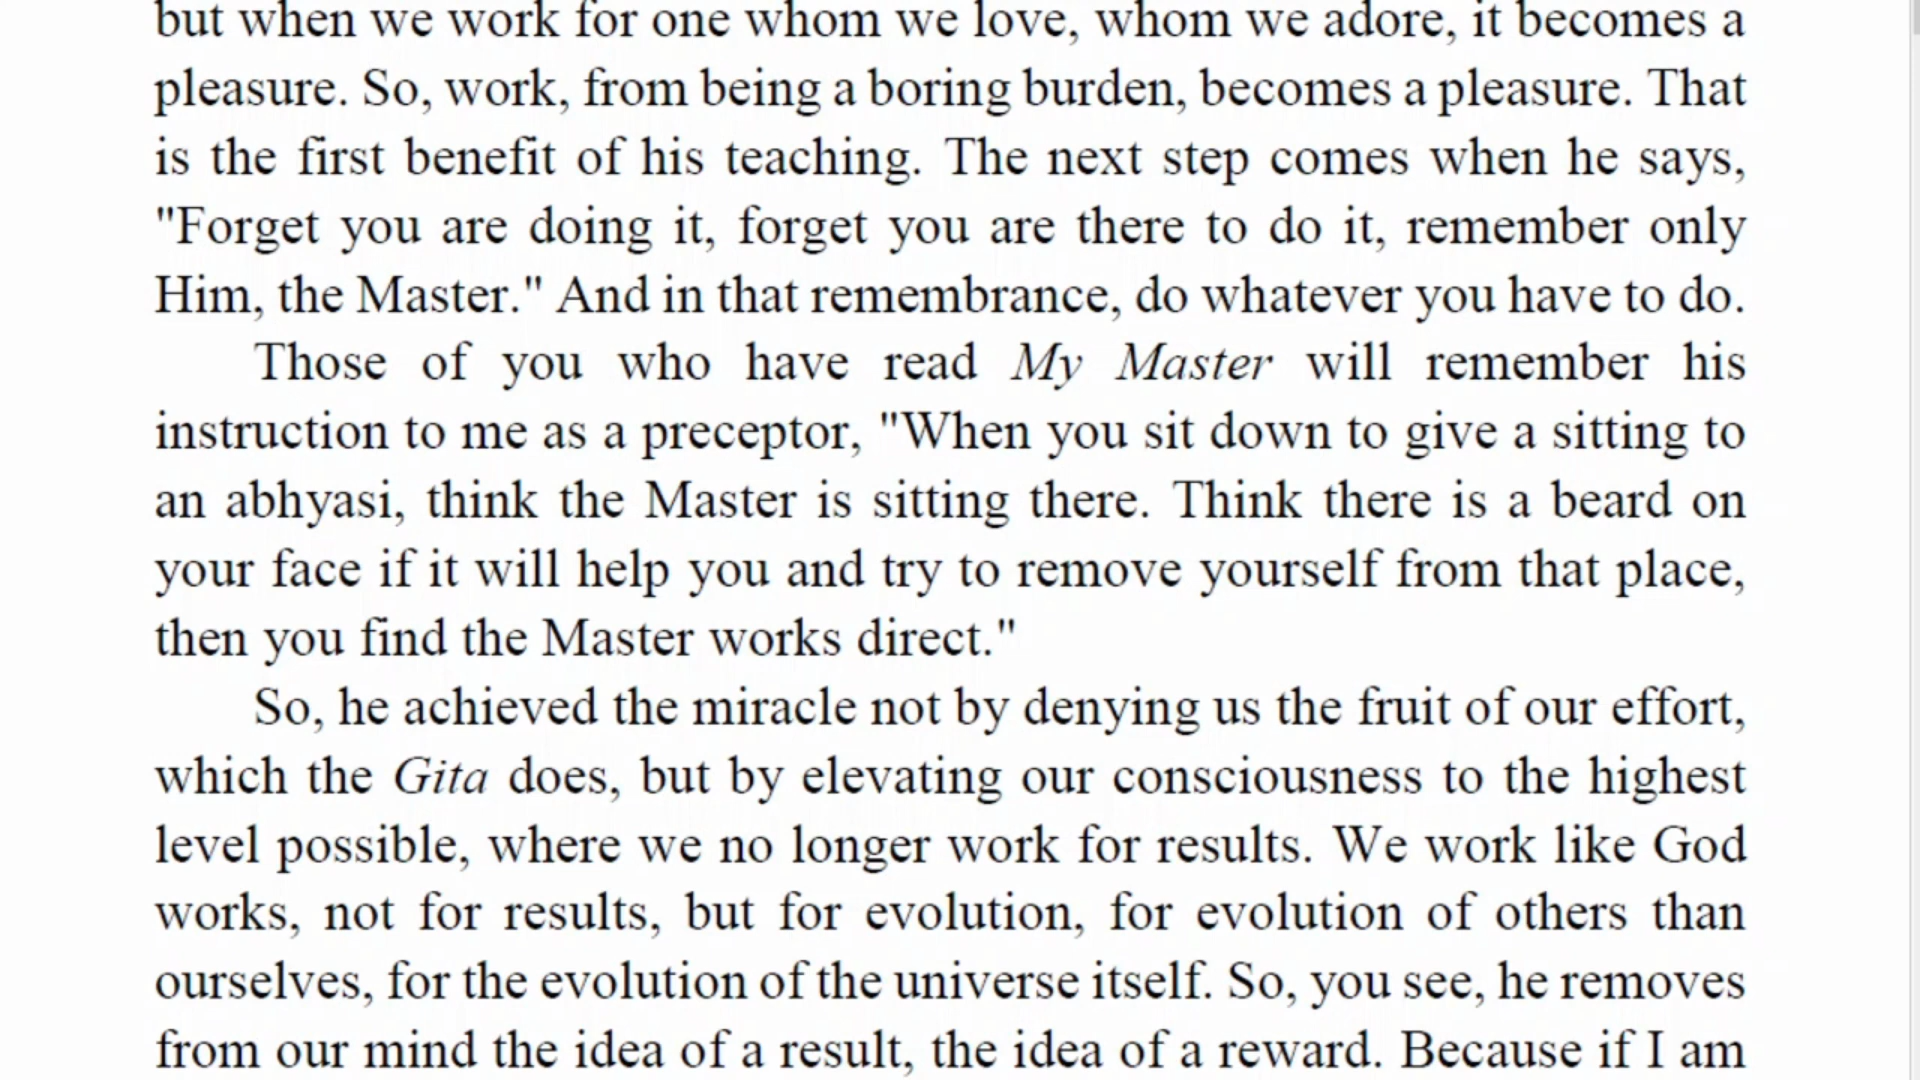 but when we work for one whom we love, whom we adore, it becomes a
pleasure. So, work, from being a boring burden, becomes a pleasure. That
is the first benefit of his teaching. The next step comes when he says,
"Forget you are doing it, forget you are there to do it, remember only
Him, the Master." And in that remembrance, do whatever you have to do.
Those of you who have read My Master will remember his
instruction to me as a preceptor, "When you sit down to give a sitting to
an abhyasi, think the Master is sitting there. Think there is a beard on
your face if it will help you and try to remove yourself from that place,
then you find the Master works direct."
So, he achieved the miracle not by denying us the fruit of our effort,
which the Gita does, but by elevating our consciousness to the highest
level possible, where we no longer work for results. We work like God
works, not for results, but for evolution, for evolution of others than
ourselves, for the evolution of the universe itself. So, you see, he removes
from our mind the idea of a result, the idea of a reward. Because if I am